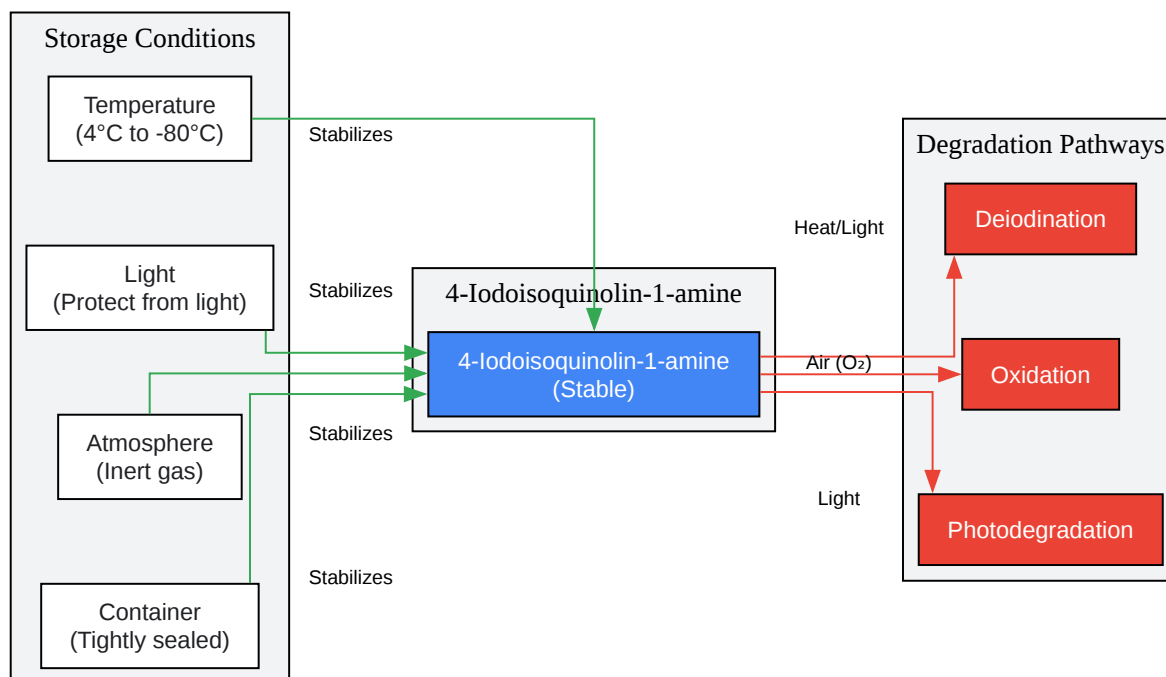 Storage Conditions
Temperature
(4°C to -80°C)
Stabilizes
Light
(Protect from light)
Stabilizes
Atmosphere
(Inert gas)
Stabilizes
Container
(Tightly sealed)
Stabilizes
4-Iodoisoquinolin-1-amine
4-Iodoisoquinolin-1-amine
(Stable)
Heat/Light
Air (O₂)
Light
Degradation Pathways
Deiodination
Oxidation
Photodegradation